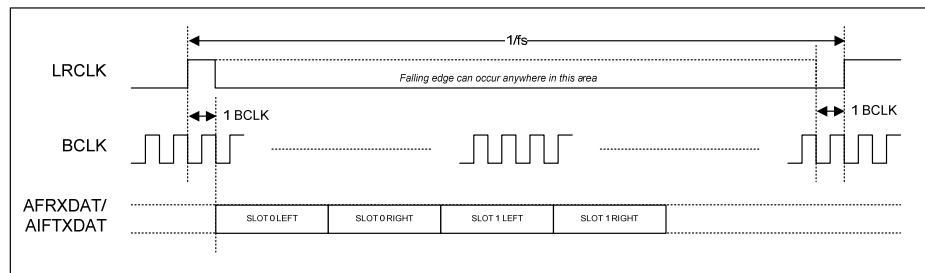 1/fs
LRCLK
Falling edge can occur anywhere in this area
1 BCLK
1 BCLK
BCLK
AFRXDAT/
AIFTXDAT
SLOT 0 LEFT
SLOT 0 RIGHT
SLOT 1 LEFT
SLOT 1 RIGHT